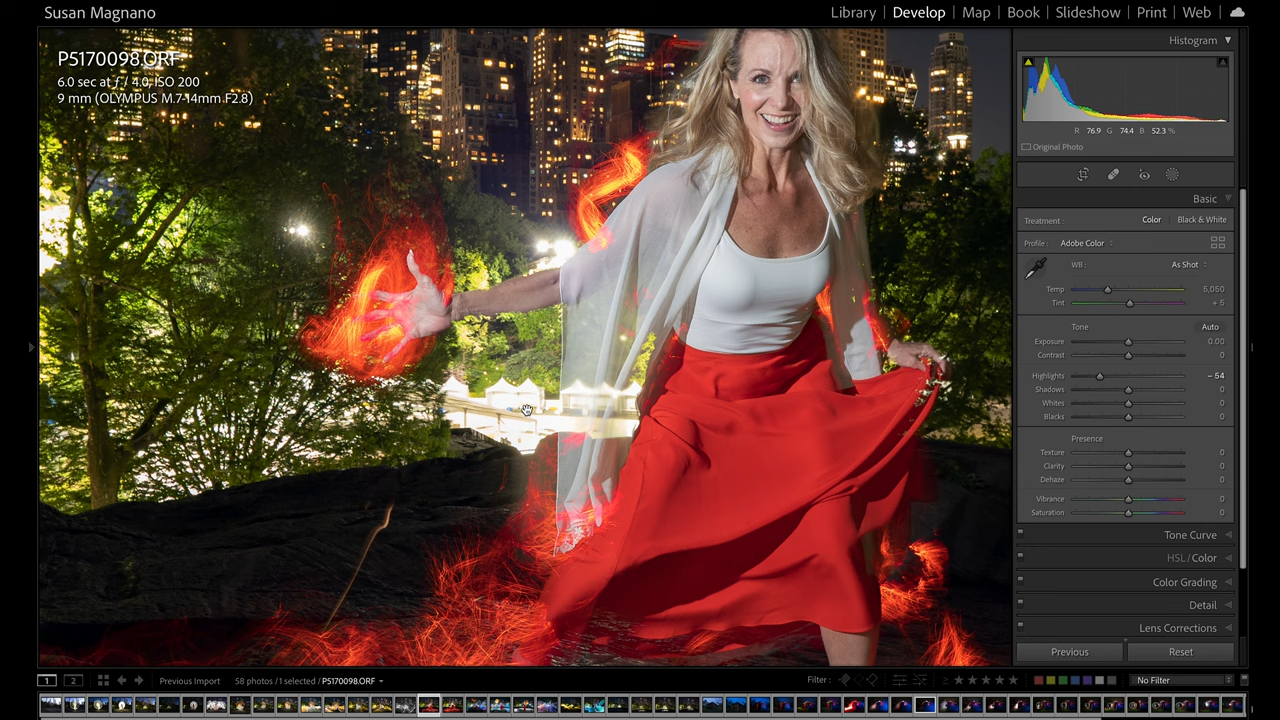 Susan Magnano
Library | Develop | Map | Book | Slideshow | Print | Web |
P5170098.ORF
6.0 sec at ƒ / 4.0, ISO 200
9 mm (OLYMPUS M.7-14mm F2.8)
Histogram
R 76.9 G 74.4 B 52.3 %
Original Photo
Basic
Treatment : Color Black & White
Profile : Adobe Color
WB : As Shot
Temp 5,050
Tint + 5
Tone Auto
Exposure 0.00
Contrast 0
Highlights – 54
Shadows 0
Whites 0
Blacks 0
Presence
Texture 0
Clarity 0
Dehaze 0
Vibrance 0
Saturation 0
Tone Curve
HSL / Color
Color Grading
Detail
Lens Corrections
Previous Reset
1 2 Previous Import 58 photos / 1 selected / P5170098.ORF Filter : ≥ No Filter